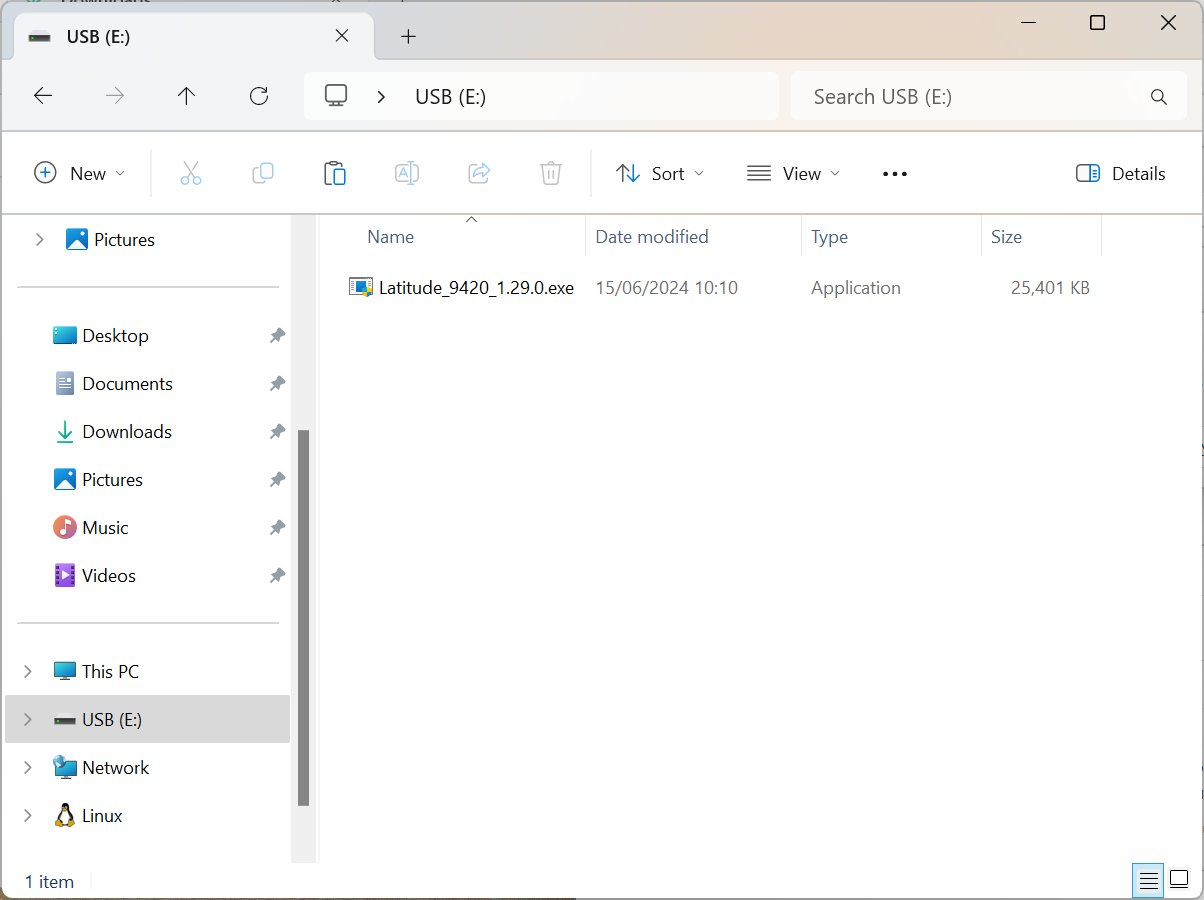 USB (E:)
USB (E:)
Search USB (E:)
New
Sort
View
Details
Pictures
Desktop
Documents
Downloads
Pictures
Music
Videos
This PC
USB (E:)
Network
Linux
Name Date modified Type Size
Latitude_9420_1.29.0.exe 15/06/2024 10:10 Application 25,401 KB
1 item